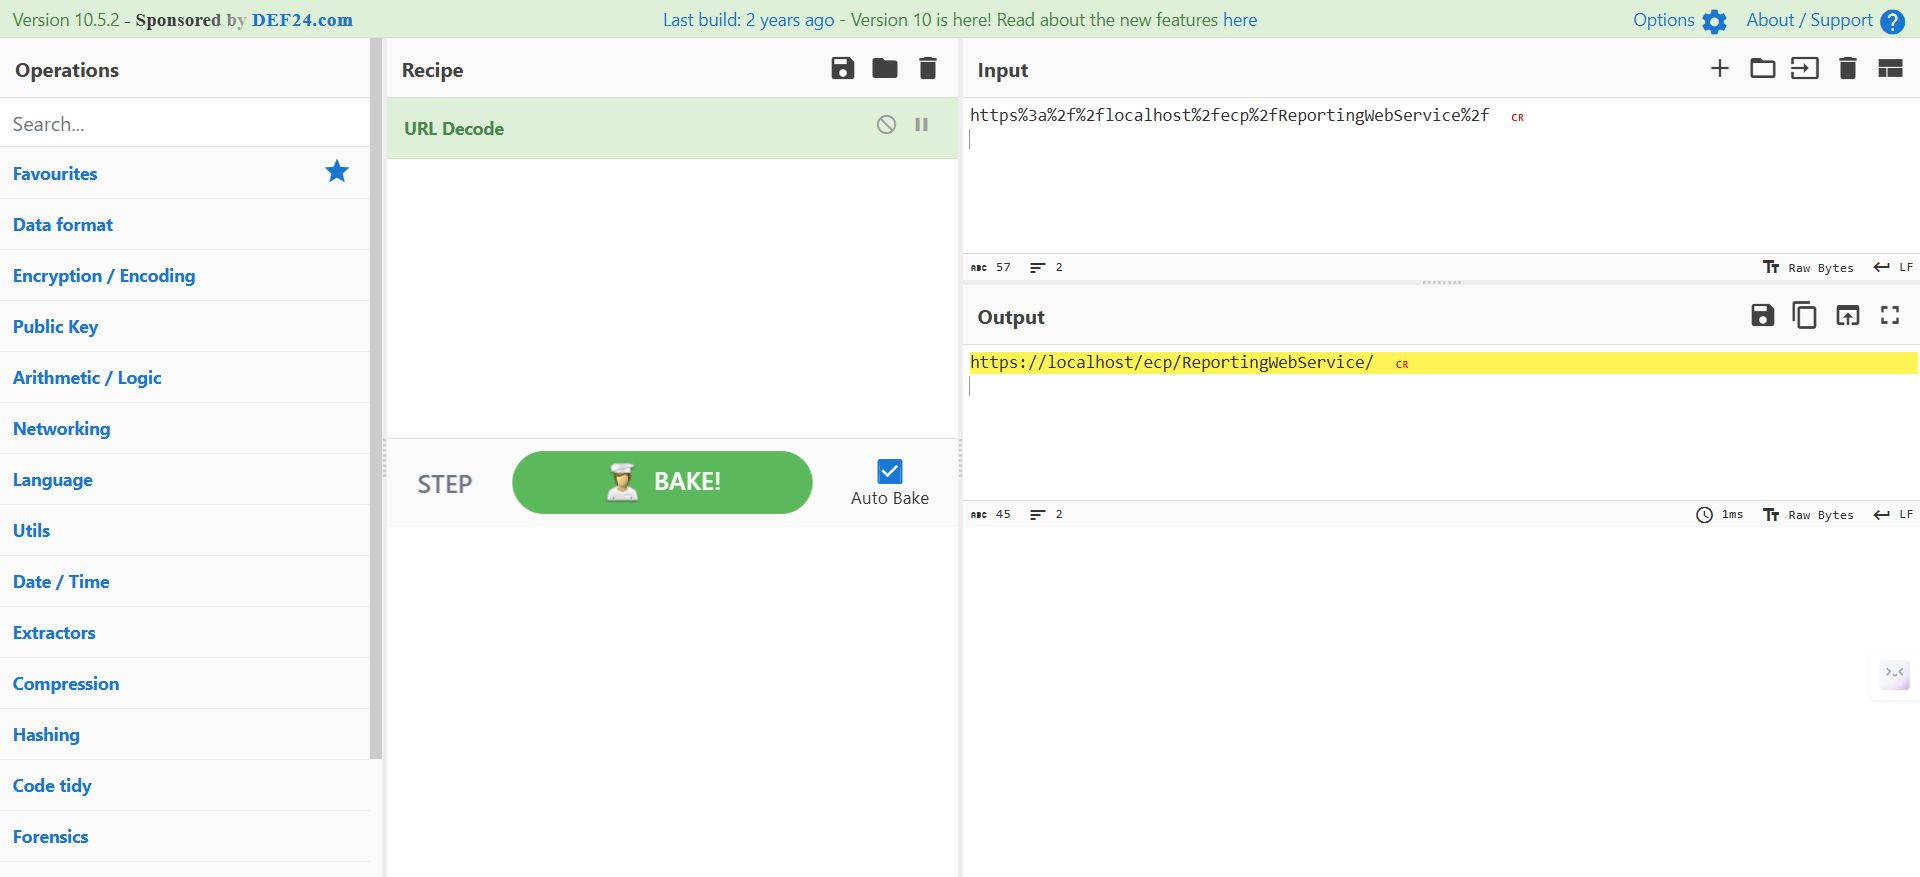 Version 10.5.2 - Sponsored by DEF24.com
Last build: 2 years ago - Version 10 is here! Read about the new features here
Options
About / Support
Operations
Search...
Favourites
Data format
Encryption / Encoding
Public Key
Arithmetic / Logic
Networking
Language
Utils
Date / Time
Extractors
Compression
Hashing
Code tidy
Forensics
Recipe
URL Decode
STEP
BAKE!
Auto Bake
Input
https%3a%2f%2flocalhost%2fecp%2fReportingWebService%2f CR
ABC 57 2
Raw Bytes LF
Output
https://localhost/ecp/ReportingWebService/ CR
ABC 45 2
1ms Raw Bytes LF